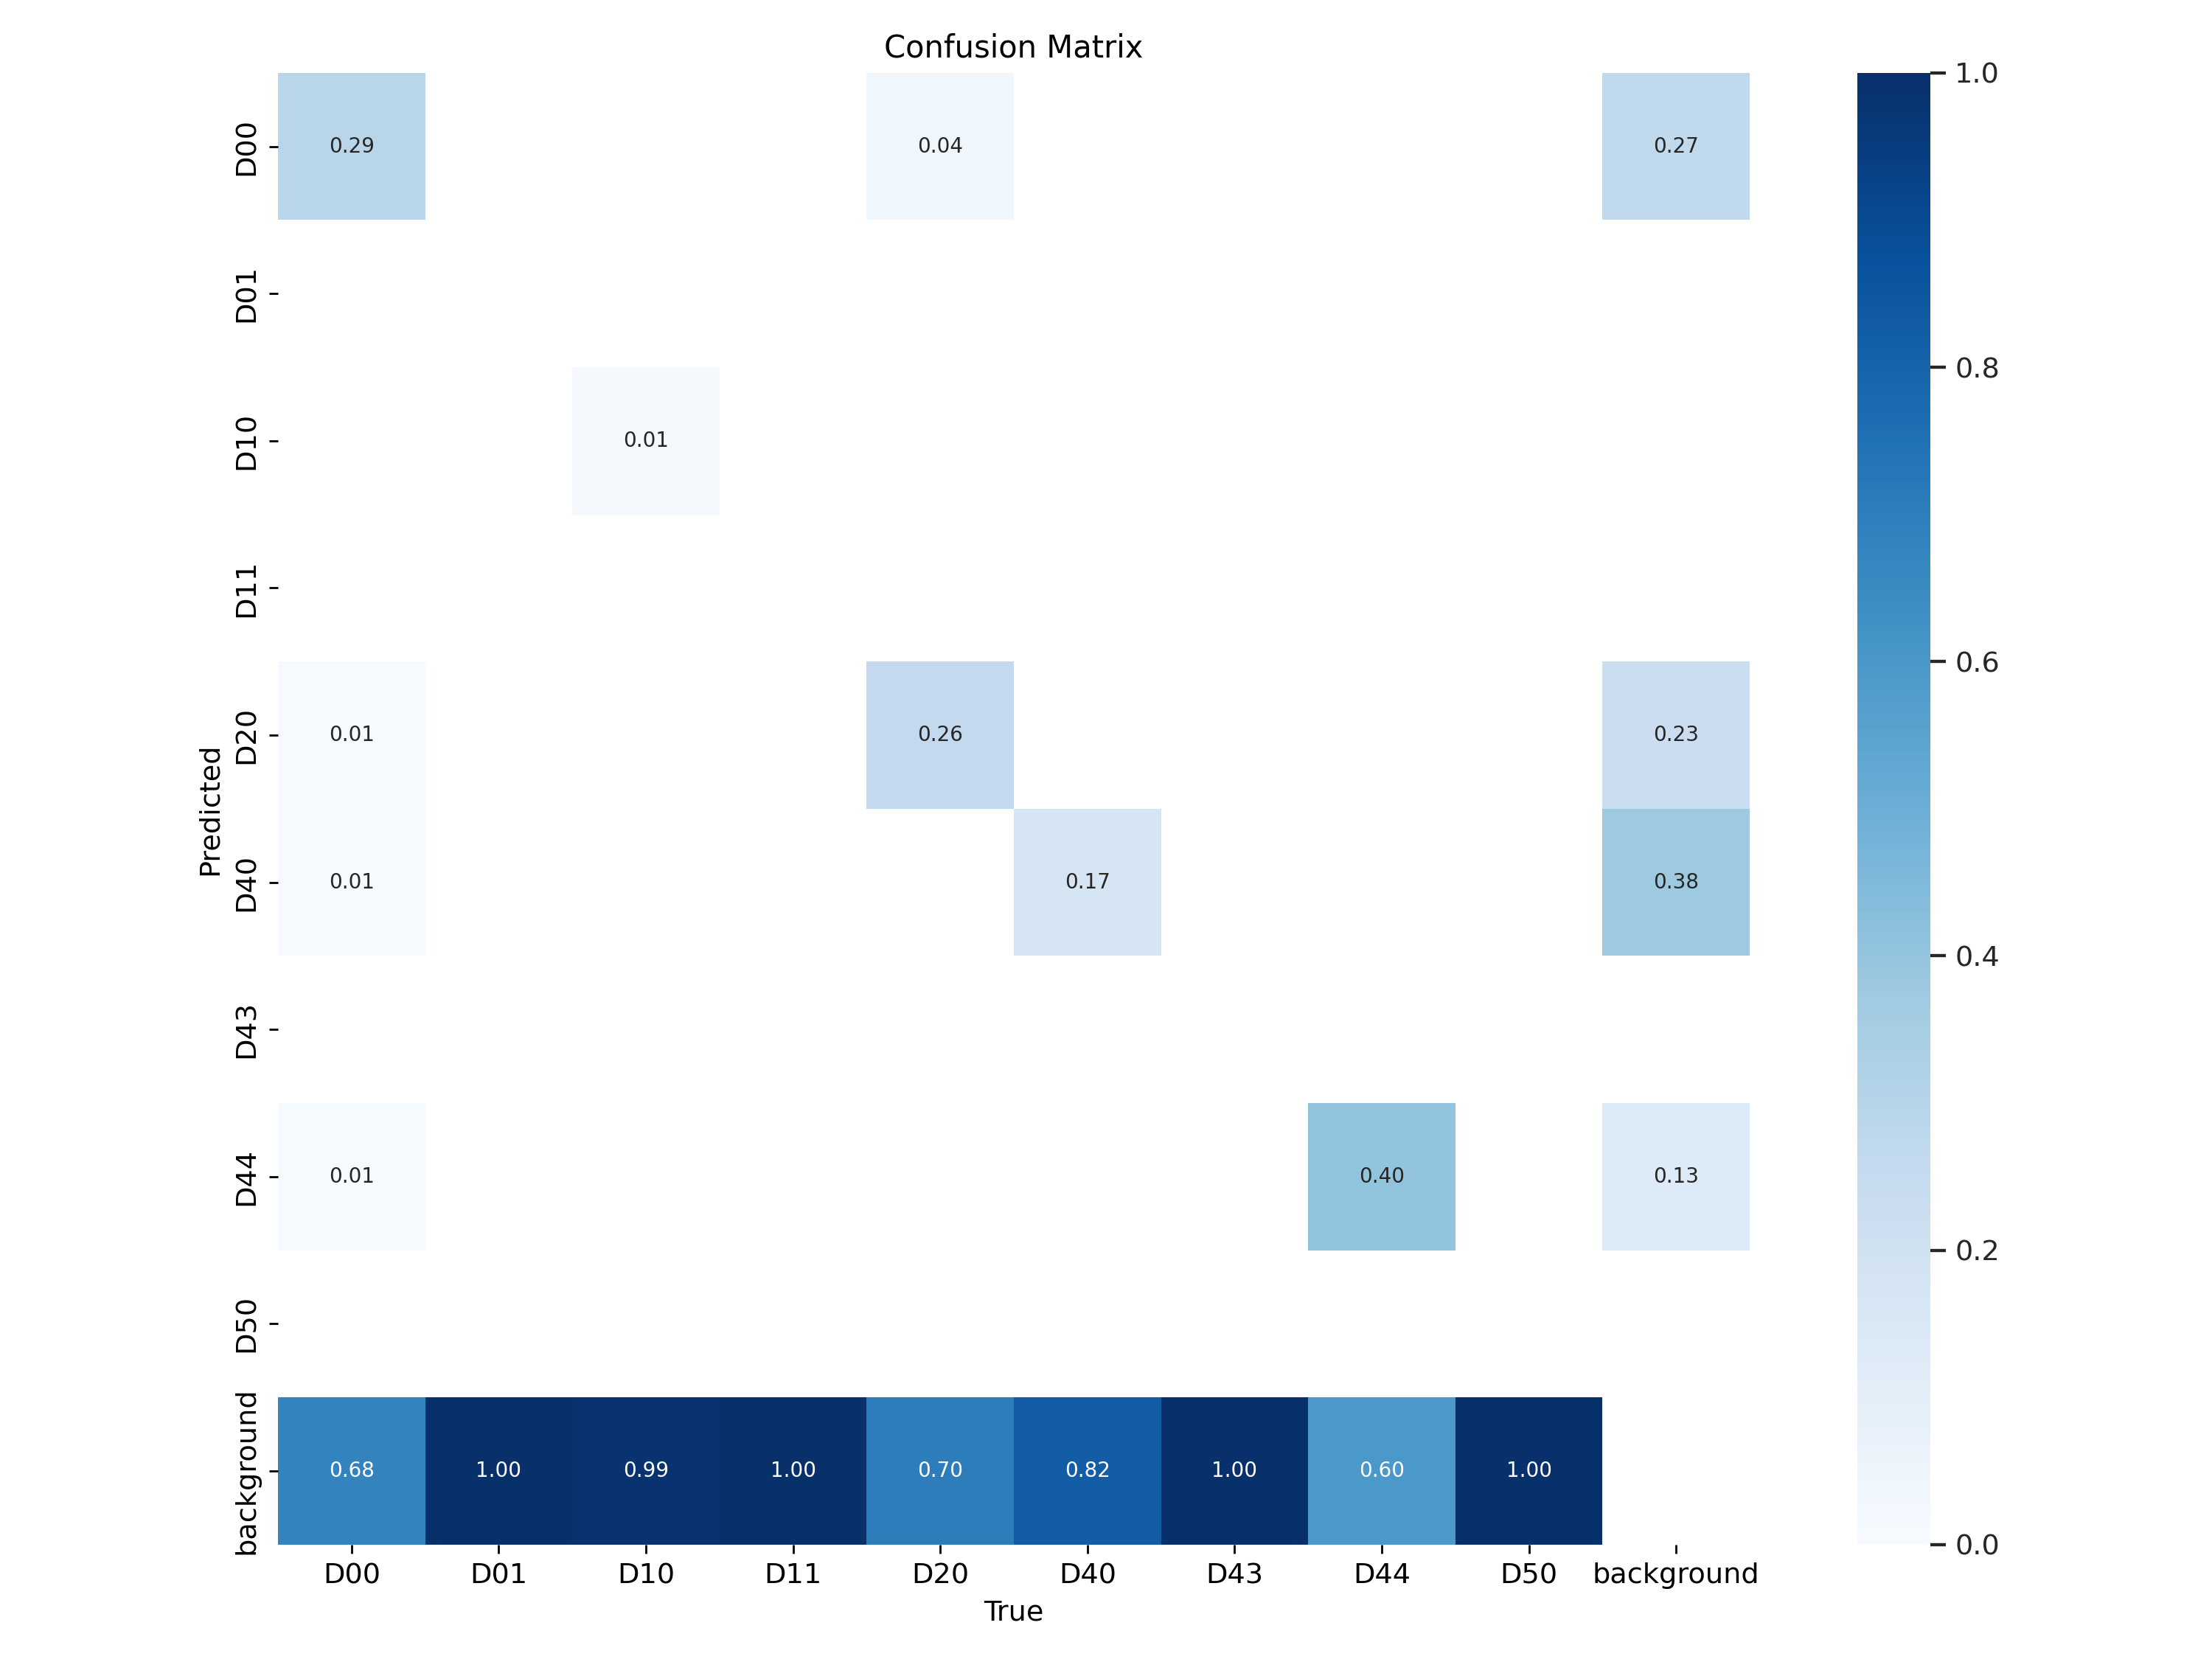 Confusion Matrix
D00 0.29 0.04 0.27
D01
D10 0.01
D11
D20 0.01 0.26 0.23
D40 0.01 0.17 0.38
D43
D44 0.01 0.40 0.13
D50
background 0.68 1.00 0.99 1.00 0.70 0.82 1.00 0.60 1.00
D00 D01 D10 D11 D20 D40 D43 D44 D50 background
True
Predicted
1.0
0.8
0.6
0.4
0.2
0.0